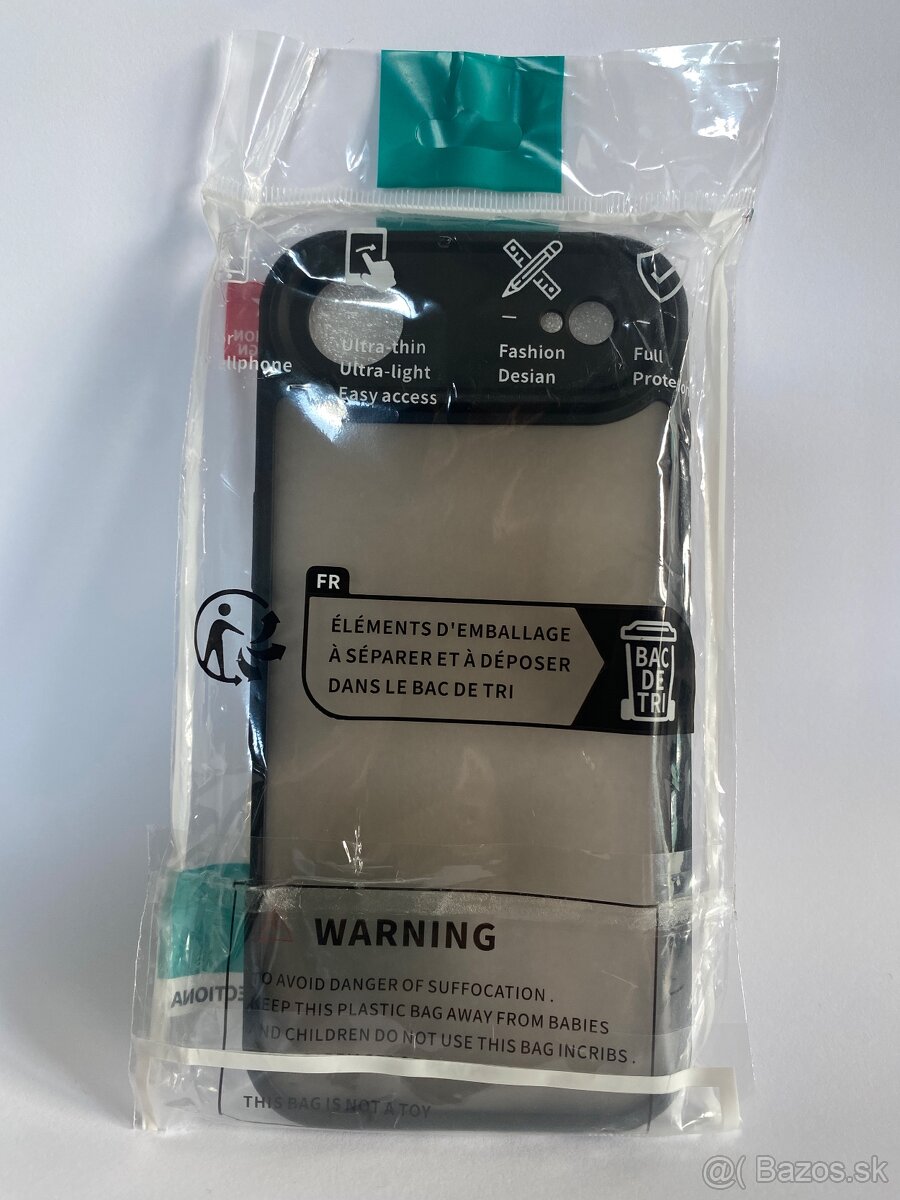 Ultra-thin
Ultra-light
Easy access
Fashion
Desian
Full
FR
ÉLÉMENTS D'EMBALLAGE
À SÉPARER ET À DÉPOSER
DANS LE BAC DE TRI
BAC
DE
TRI
WARNING
TO AVOID DANGER OF SUFFOCATION .
KEEP THIS PLASTIC BAG AWAY FROM BABIES
AND CHILDREN DO NOT USE THIS BAG INCRIBS .
THIS BAG IS NOT A TOY
@( Bazos.sk